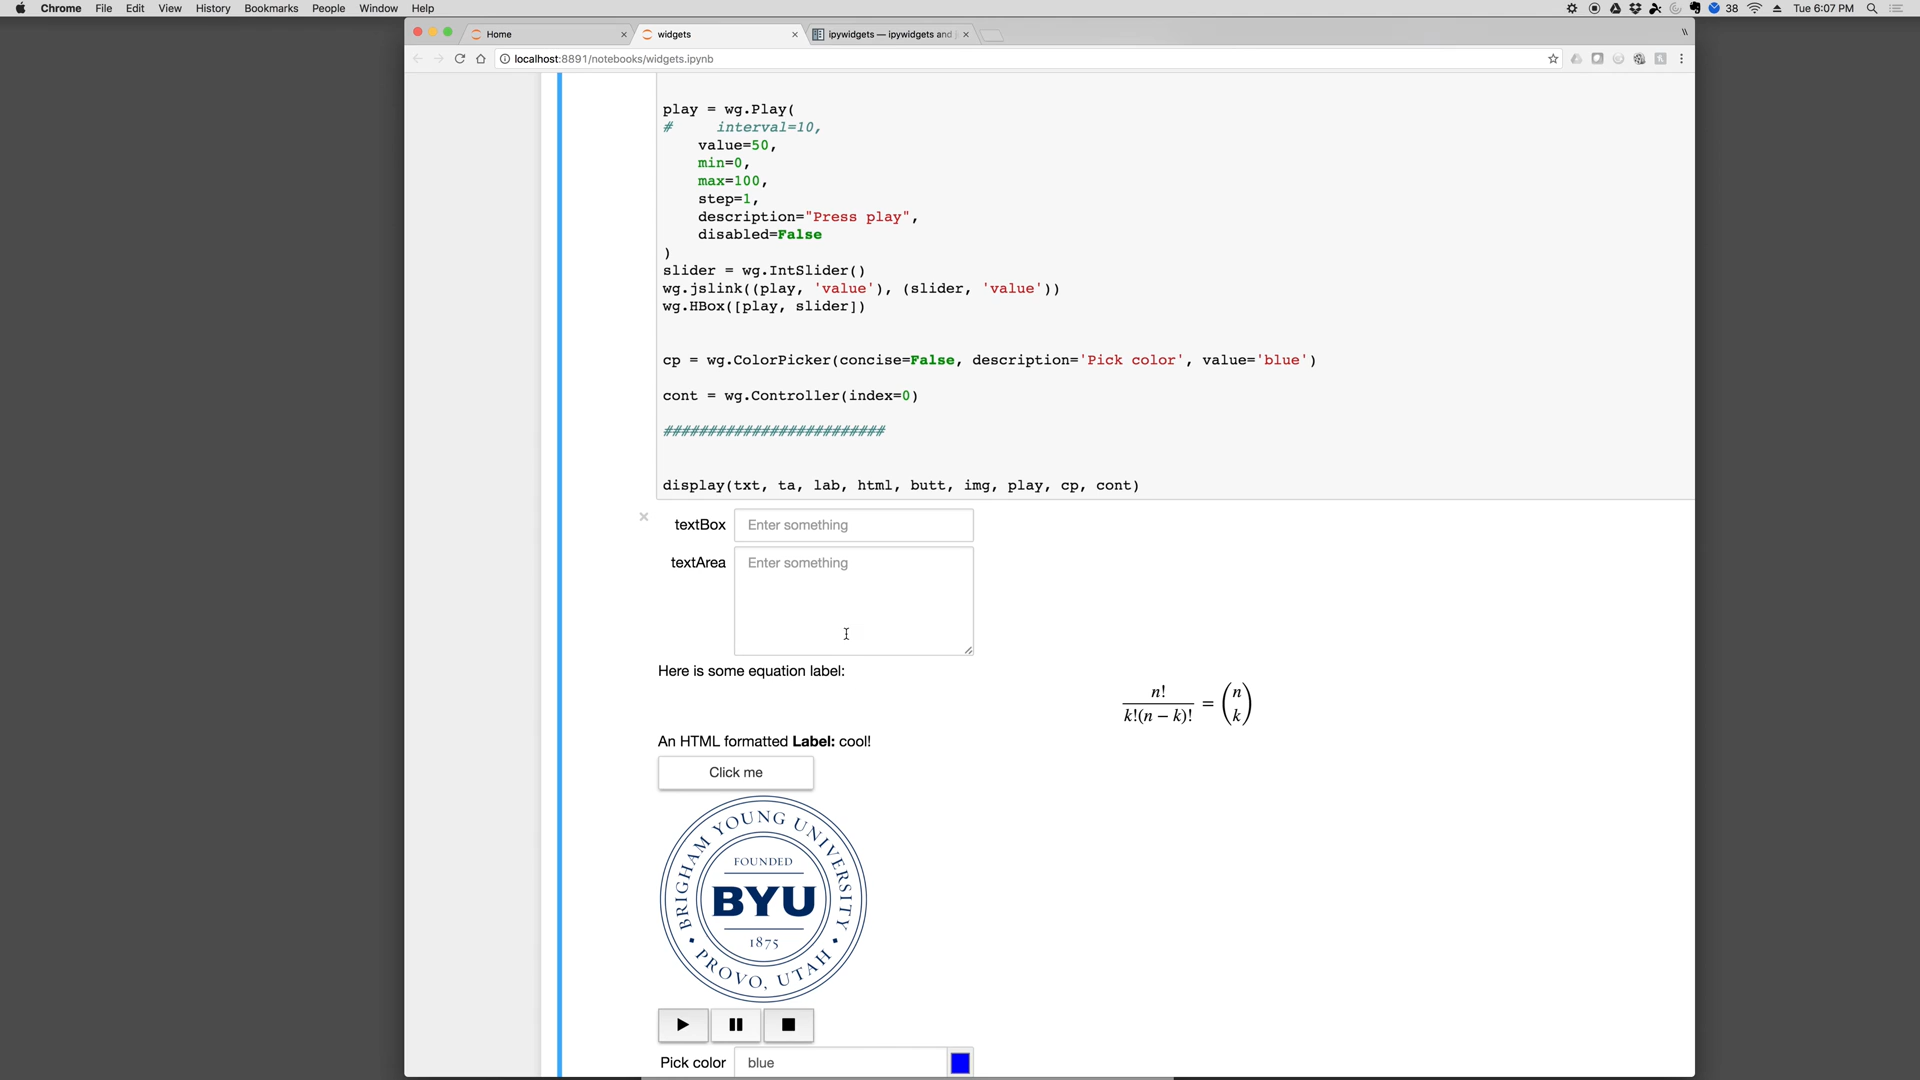 Chrome File Edit View History Bookmarks People Window Help 38 Tue 6:07 PM
Home widgets ipywidgets — ipywidgets and j
localhost:8891/notebooks/widgets.ipynb
play = wg.Play(
#     interval=10,
    value=50,
    min=0,
    max=100,
    step=1,
    description="Press play",
    disabled=False
)
slider = wg.IntSlider()
wg.jslink((play, 'value'), (slider, 'value'))
wg.HBox([play, slider])
cp = wg.ColorPicker(concise=False, description='Pick color', value='blue')
cont = wg.Controller(index=0)
#########################
display(txt, ta, lab, html, butt, img, play, cp, cont)
textBox Enter something
textArea Enter something
Here is some equation label:
n!
k!(n − k)!
=
(n
k)
An HTML formatted Label: cool!
Click me
BRIGHAM YOUNG UNIVERSITY
FOUNDED
BYU
1875
PROVO, UTAH
Pick color blue